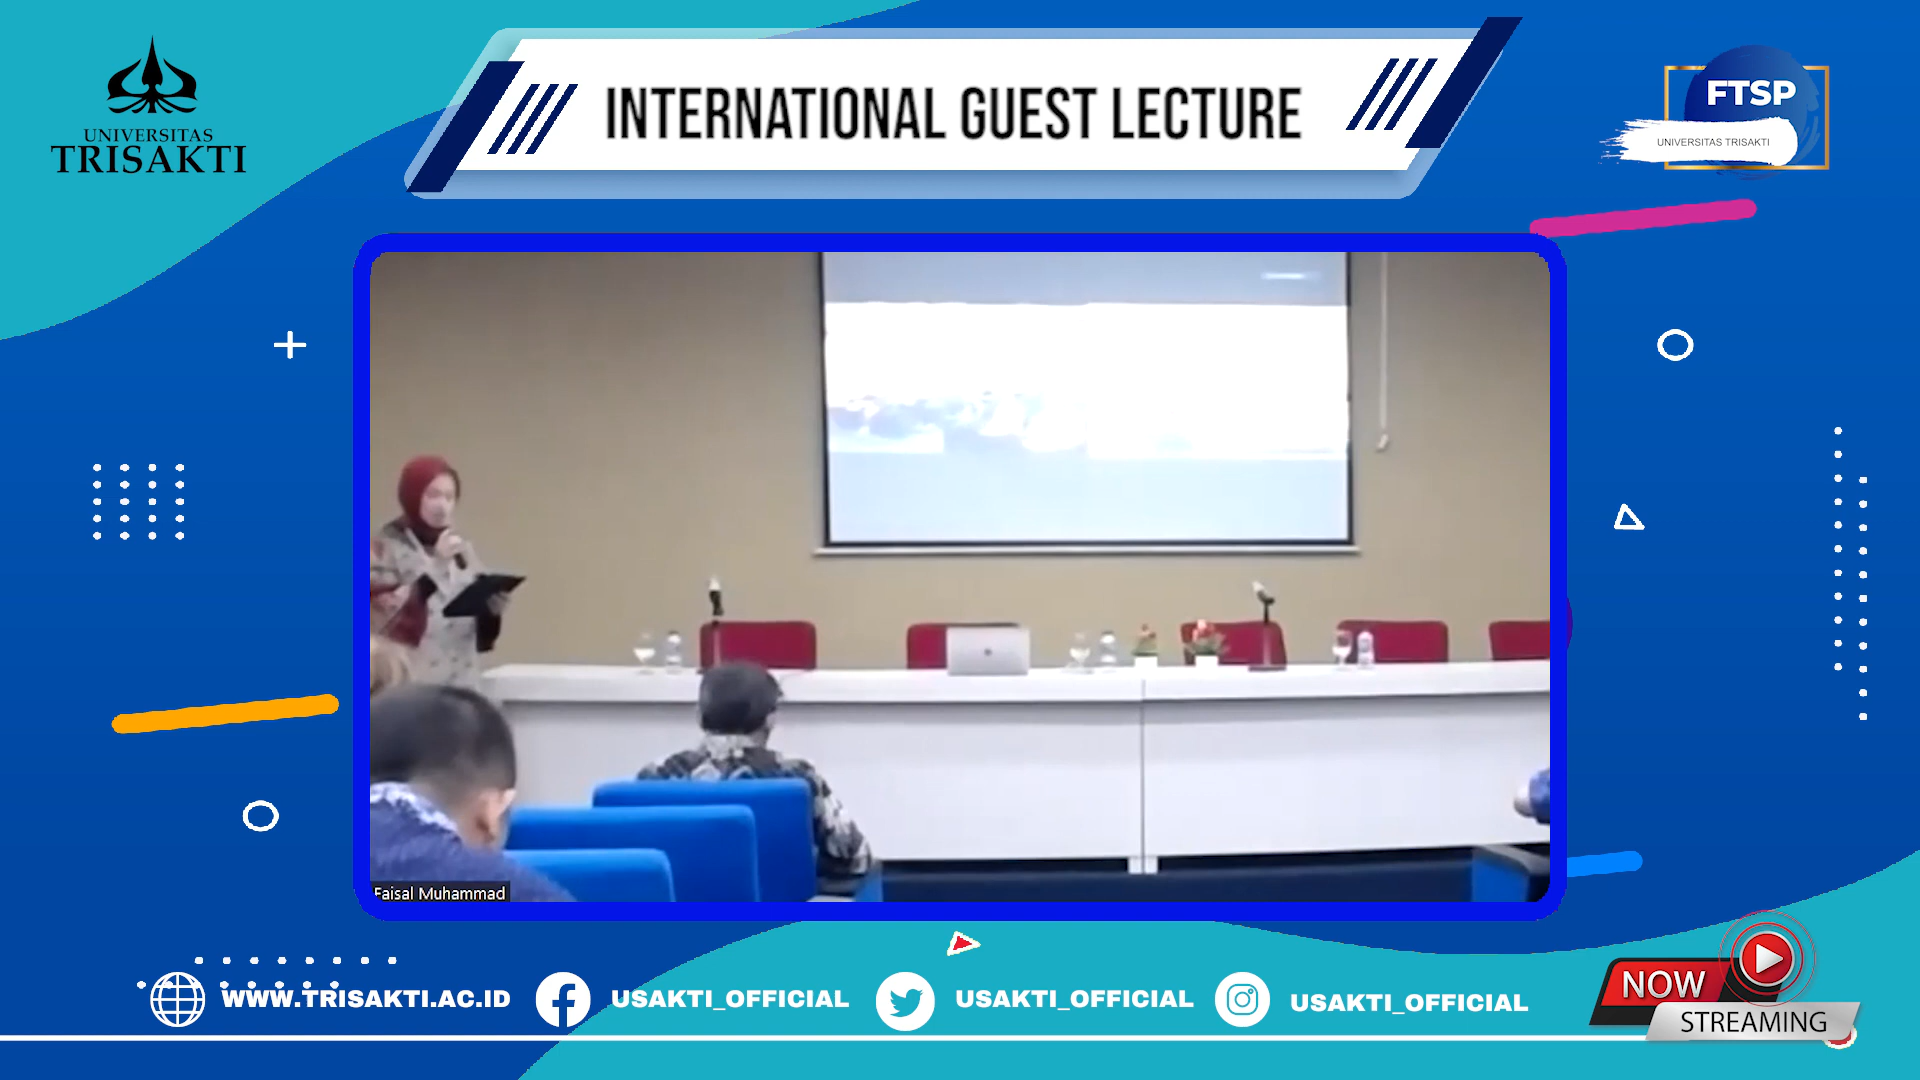 UNIVERSITAS
TRISAKTI
INTERNATIONAL GUEST LECTURE
FTSP
UNIVERSITAS TRISAKTI
Faisal Muhammad
WWW.TRISAKTI.AC.ID
USAKTI_OFFICIAL
USAKTI_OFFICIAL
USAKTI_OFFICIAL
NOW
STREAMING